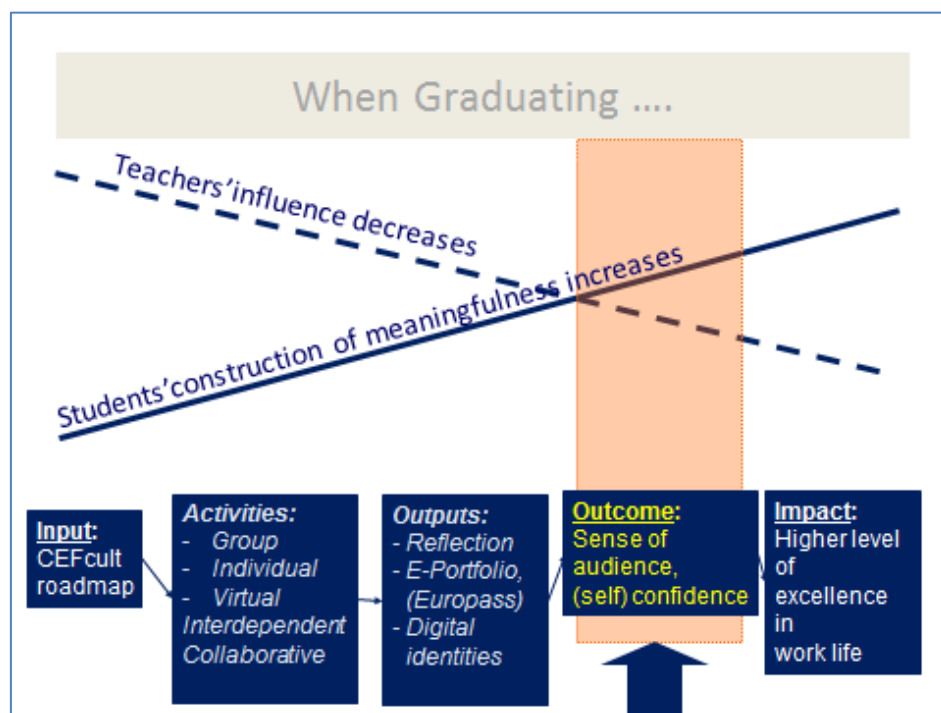 When Graduating ....
Teachers'influence decreases
Students'construction of meaningfulness increases
Input:
CEFcult
roadmap
Activities:
- Group
- Individual
- Virtual
Interdependent
Collaborative
Outputs:
- Reflection
- E-Portfolio,
(Europass)
- Digital
identities
Outcome:
Sense of
audience,
(self) confidence
Impact:
Higher level
of
excellence
in
work life